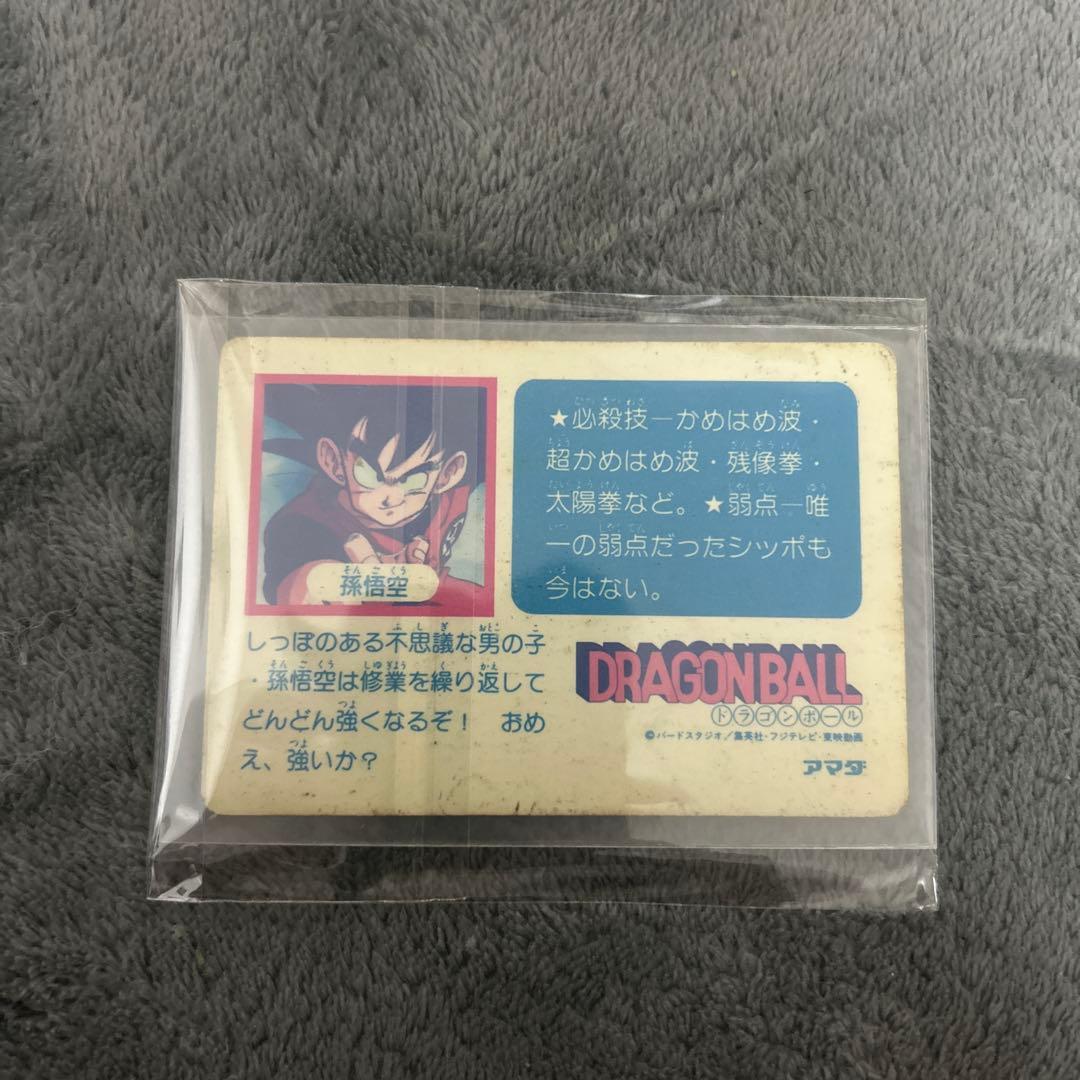 孫悟空
★必殺技—かめはめ波・
超かめはめ波・残像拳・
太陽拳など。★弱点—唯
一の弱点だったシッポも
今はない。
しっぽのある不思議な男の子
・孫悟空は修業を繰り返して
どんどん強くなるぞ！　おめ
え、強いか？
DRAGON BALL
ドラゴンボール
©バードスタジオ／集英社・フジテレビ・東映動画
アマダ